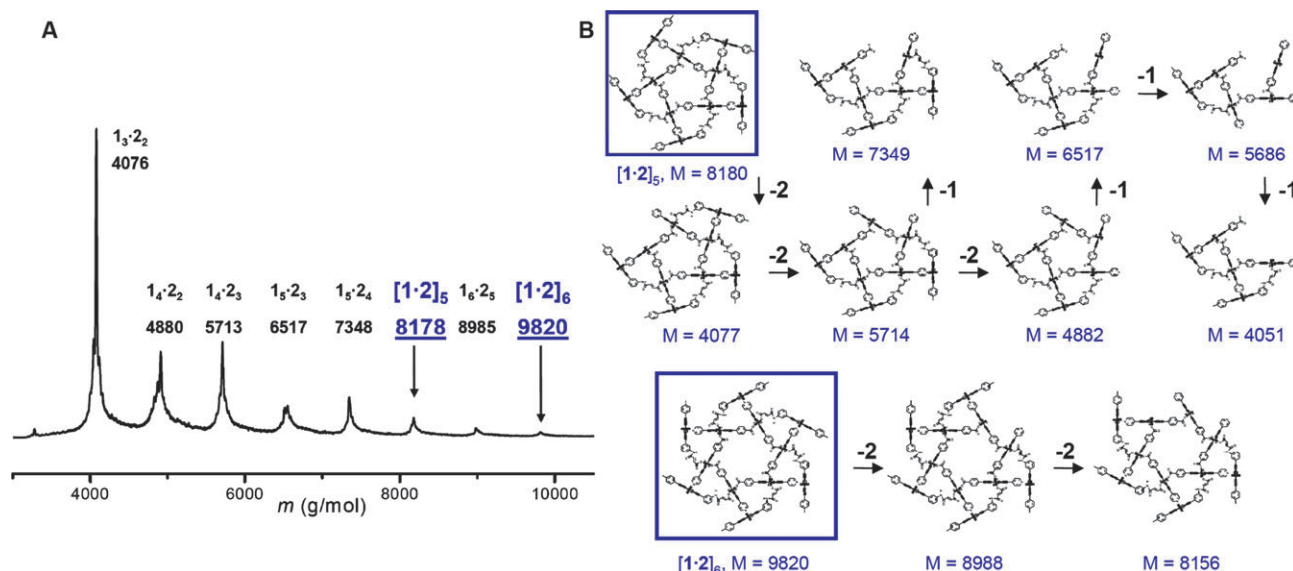 A
1₃·2₂
4076
1₄·2₂
4880
1₄·2₃
5713
1₅·2₃
6517
1₅·2₄
7348
[1·2]₅
8178
1₆·2₅
8985
[1·2]₆
9820
4000
6000
8000
10000
m (g/mol)
B
[1·2]₅, M = 8180
M = 7349
M = 6517
-1
M = 5686
-2
-1
-1
-1
M = 4077
-2
M = 5714
-2
M = 4882
M = 4051
[1·2]₆, M = 9820
-2
M = 8988
-2
M = 8156